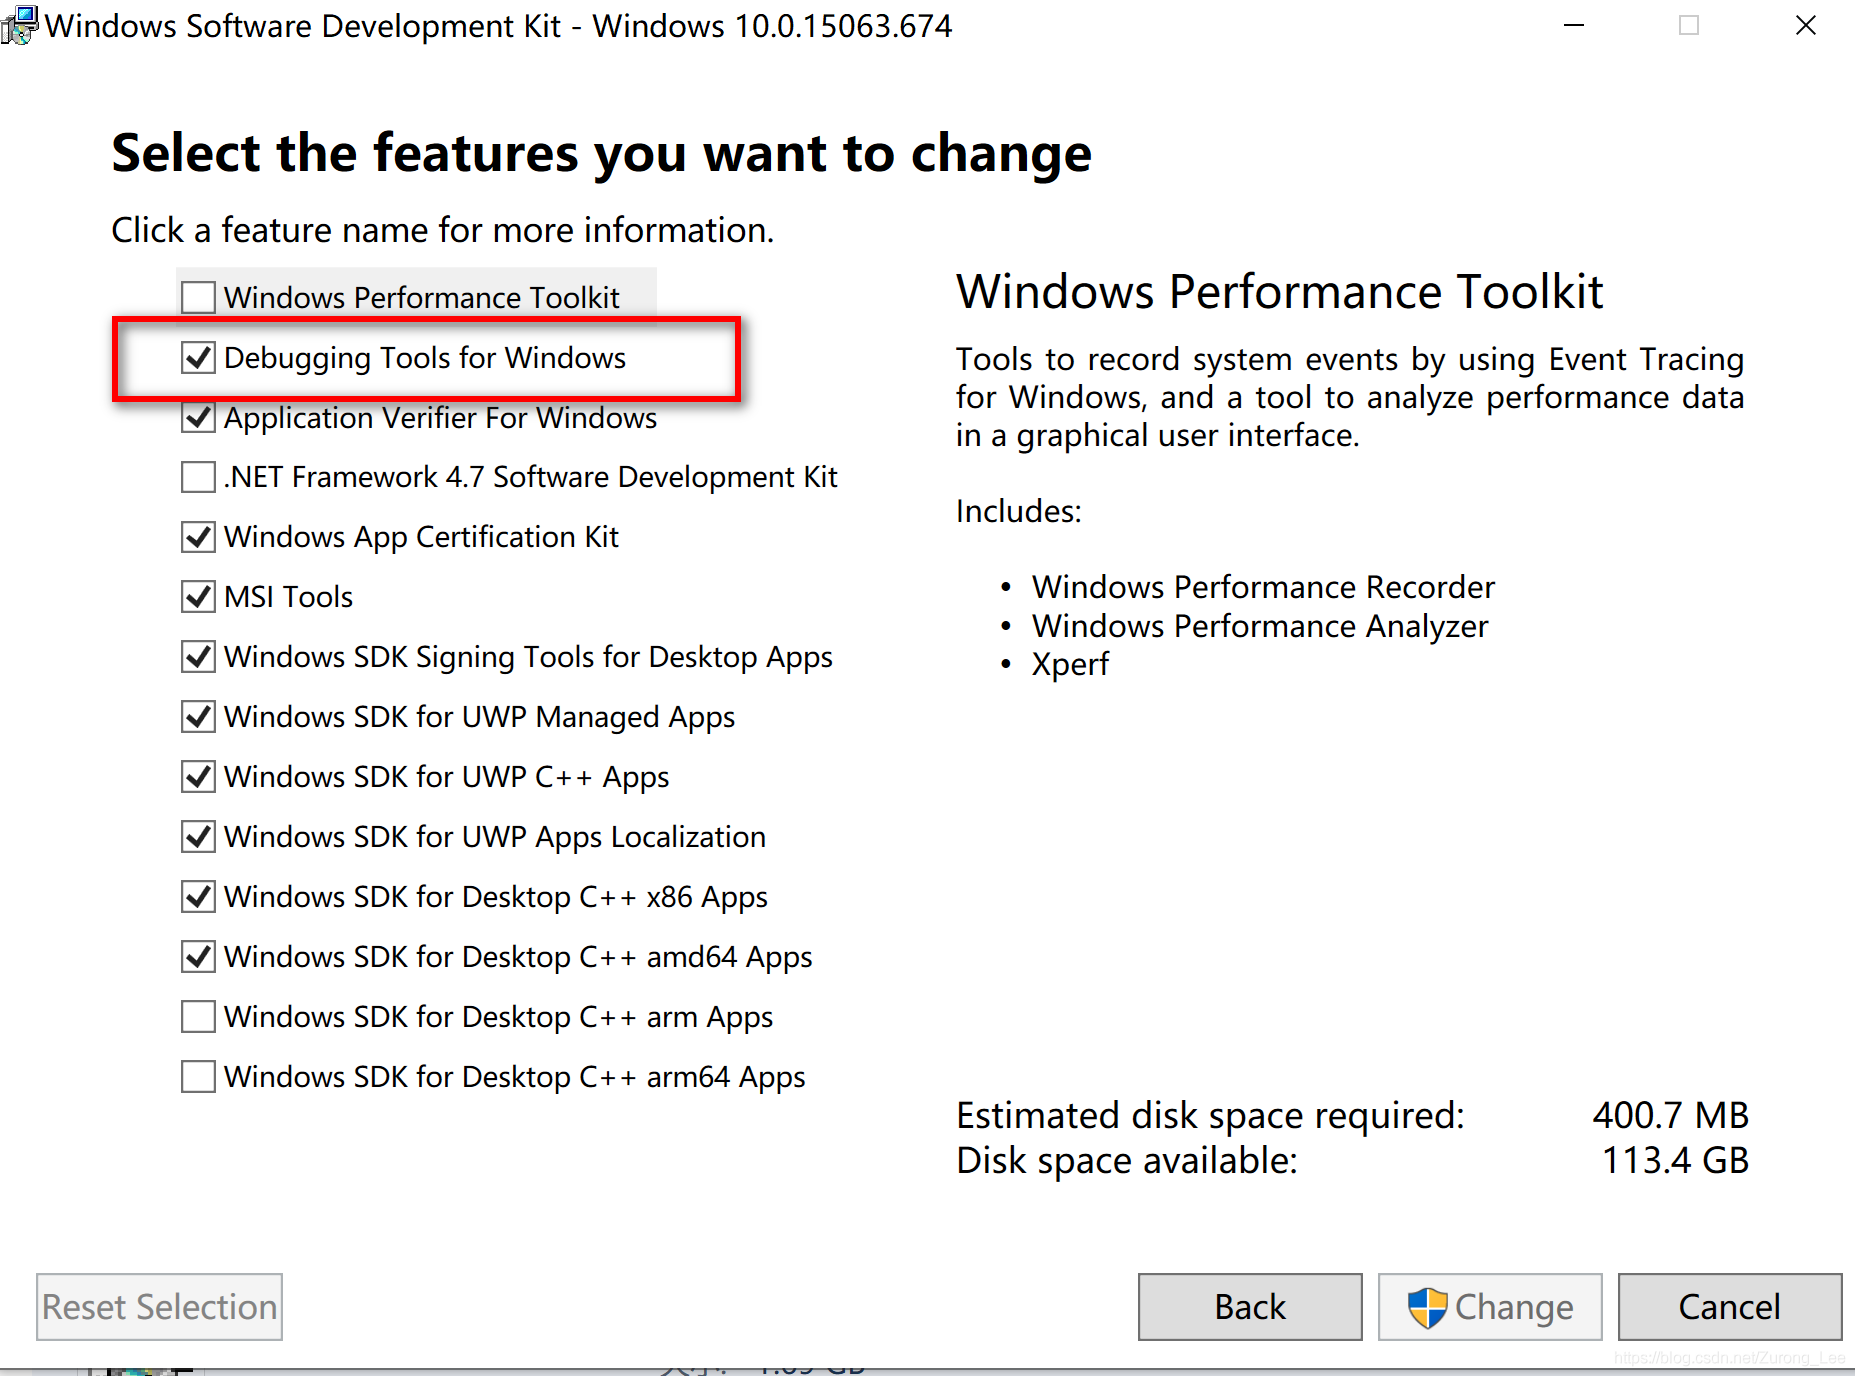 Windows Software Development Kit - Windows 10.0.15063.674
Select the features you want to change
Click a feature name for more information.
Windows Performance Toolkit
Debugging Tools for Windows
Application Verifier For Windows
.NET Framework 4.7 Software Development Kit
Windows App Certification Kit
MSI Tools
Windows SDK Signing Tools for Desktop Apps
Windows SDK for UWP Managed Apps
Windows SDK for UWP C++ Apps
Windows SDK for UWP Apps Localization
Windows SDK for Desktop C++ x86 Apps
Windows SDK for Desktop C++ amd64 Apps
Windows SDK for Desktop C++ arm Apps
Windows SDK for Desktop C++ arm64 Apps
Windows Performance Toolkit
Tools to record system events by using Event Tracing
for Windows, and a tool to analyze performance data
in a graphical user interface.
Includes:
• Windows Performance Recorder
• Windows Performance Analyzer
• Xperf
Estimated disk space required: 400.7 MB
Disk space available: 113.4 GB
Reset Selection
Back
Change
Cancel
https://blog.csdn.net/Zurong_Lee